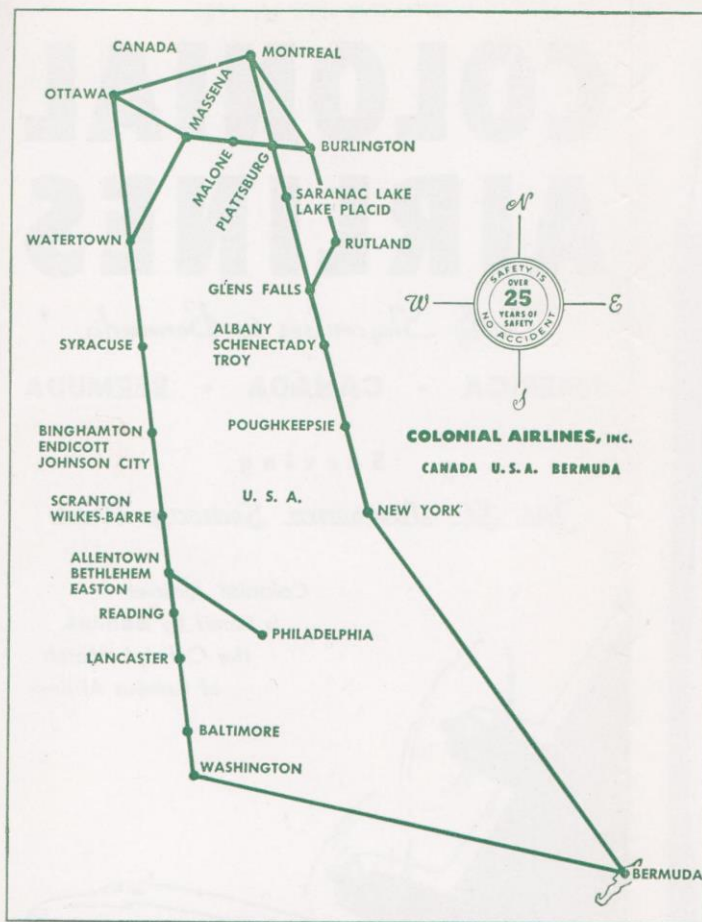 CANADA
MONTREAL
OTTAWA
MASSENA
MALONE
PLATTSBURG
BURLINGTON
SARANAC LAKE
LAKE PLACID
WATERTOWN
RUTLAND
GLENS FALLS
N
W
E
S
SAFETY IS
NO ACCIDENT
OVER
25
YEARS OF
SAFETY
SYRACUSE
ALBANY
SCHENECTADY
TROY
BINGHAMTON
ENDICOTT
JOHNSON CITY
POUGHKEEPSIE
COLONIAL AIRLINES, INC.
CANADA U.S.A. BERMUDA
SCRANTON
WILKES-BARRE
U. S. A.
NEW YORK
ALLENTOWN
BETHLEHEM
EASTON
READING
PHILADELPHIA
LANCASTER
BALTIMORE
WASHINGTON
BERMUDA